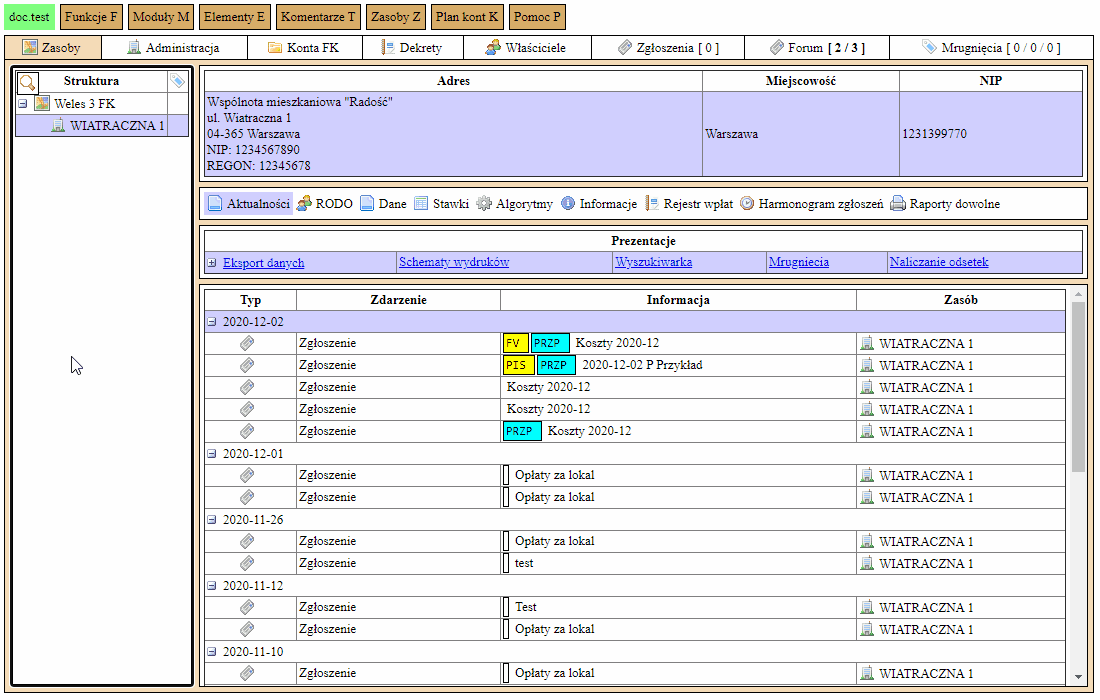 doc.test Funkcje F Moduły M Elementy E Komentarze T Zasoby Z Plan kont K Pomoc P
Zasoby Administracja Konta FK Dekrety Właściciele Zgłoszenia [ 0 ] Forum [ 2 / 3 ] Mrugnięcia [ 0 / 0 / 0 ]
Struktura
Weles 3 FK
WIATRACZNA 1
Adres Miejscowość NIP
Wspólnota mieszkaniowa "Radość"
ul. Wiatraczna 1
04-365 Warszawa
NIP: 1234567890
REGON: 12345678
Warszawa
1231399770
Aktualności RODO Dane Stawki Algorytmy Informacje Rejestr wpłat Harmonogram zgłoszeń Raporty dowolne
Prezentacje
Eksport danych Schematy wydruków Wyszukiwarka Mrugniecia Naliczanie odsetek
Typ Zdarzenie Informacja Zasób
2020-12-02
Zgłoszenie FV PRZP Koszty 2020-12 WIATRACZNA 1
Zgłoszenie PIS PRZP 2020-12-02 P Przykład WIATRACZNA 1
Zgłoszenie Koszty 2020-12 WIATRACZNA 1
Zgłoszenie Koszty 2020-12 WIATRACZNA 1
Zgłoszenie PRZP Koszty 2020-12 WIATRACZNA 1
2020-12-01
Zgłoszenie Opłaty za lokal WIATRACZNA 1
Zgłoszenie Opłaty za lokal WIATRACZNA 1
2020-11-26
Zgłoszenie Opłaty za lokal WIATRACZNA 1
Zgłoszenie test WIATRACZNA 1
2020-11-12
Zgłoszenie Test WIATRACZNA 1
Zgłoszenie Opłaty za lokal WIATRACZNA 1
2020-11-10
Zgłoszenie Opłaty za lokal WIATRACZNA 1